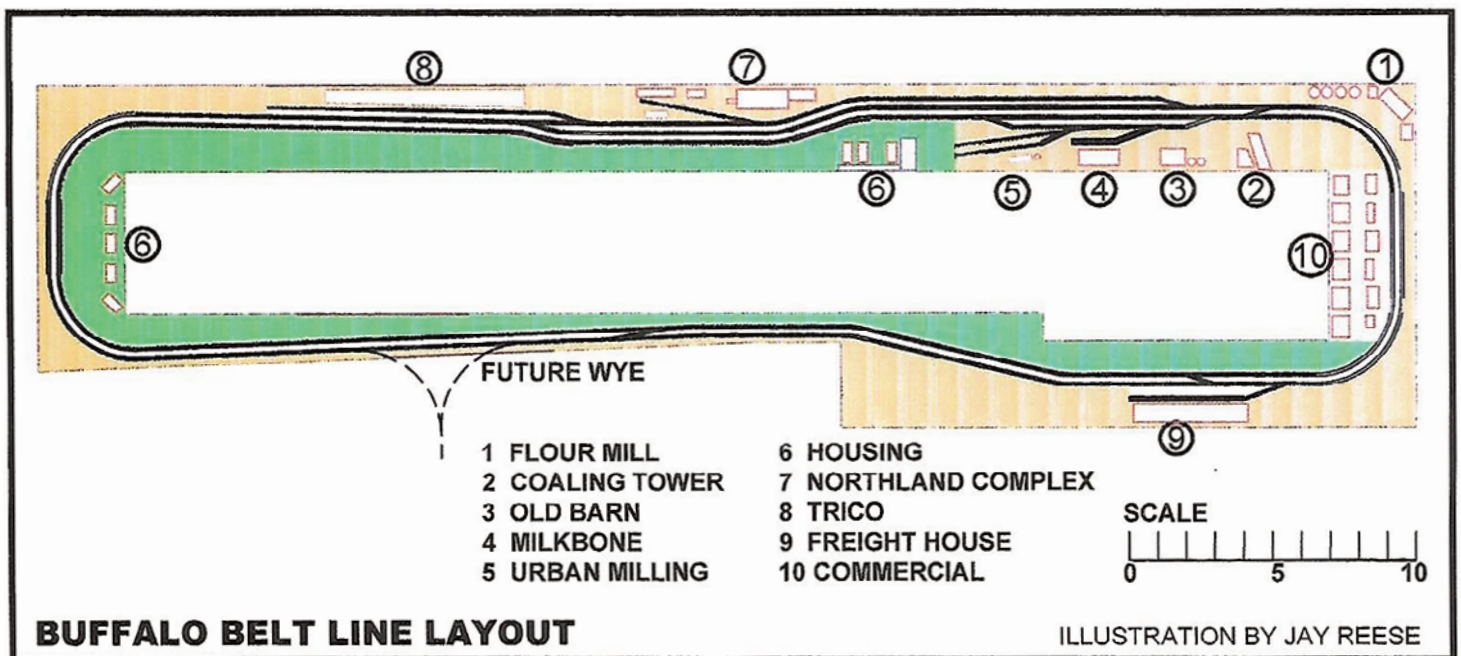 8
7
1
6
5
4
3
2
6
10
FUTURE WYE
9
1 FLOUR MILL
2 COALING TOWER
3 OLD BARN
4 MILKBONE
5 URBAN MILLING
6 HOUSING
7 NORTHLAND COMPLEX
8 TRICO
9 FREIGHT HOUSE
10 COMMERCIAL
SCALE
0 5 10
BUFFALO BELT LINE LAYOUT
ILLUSTRATION BY JAY REESE